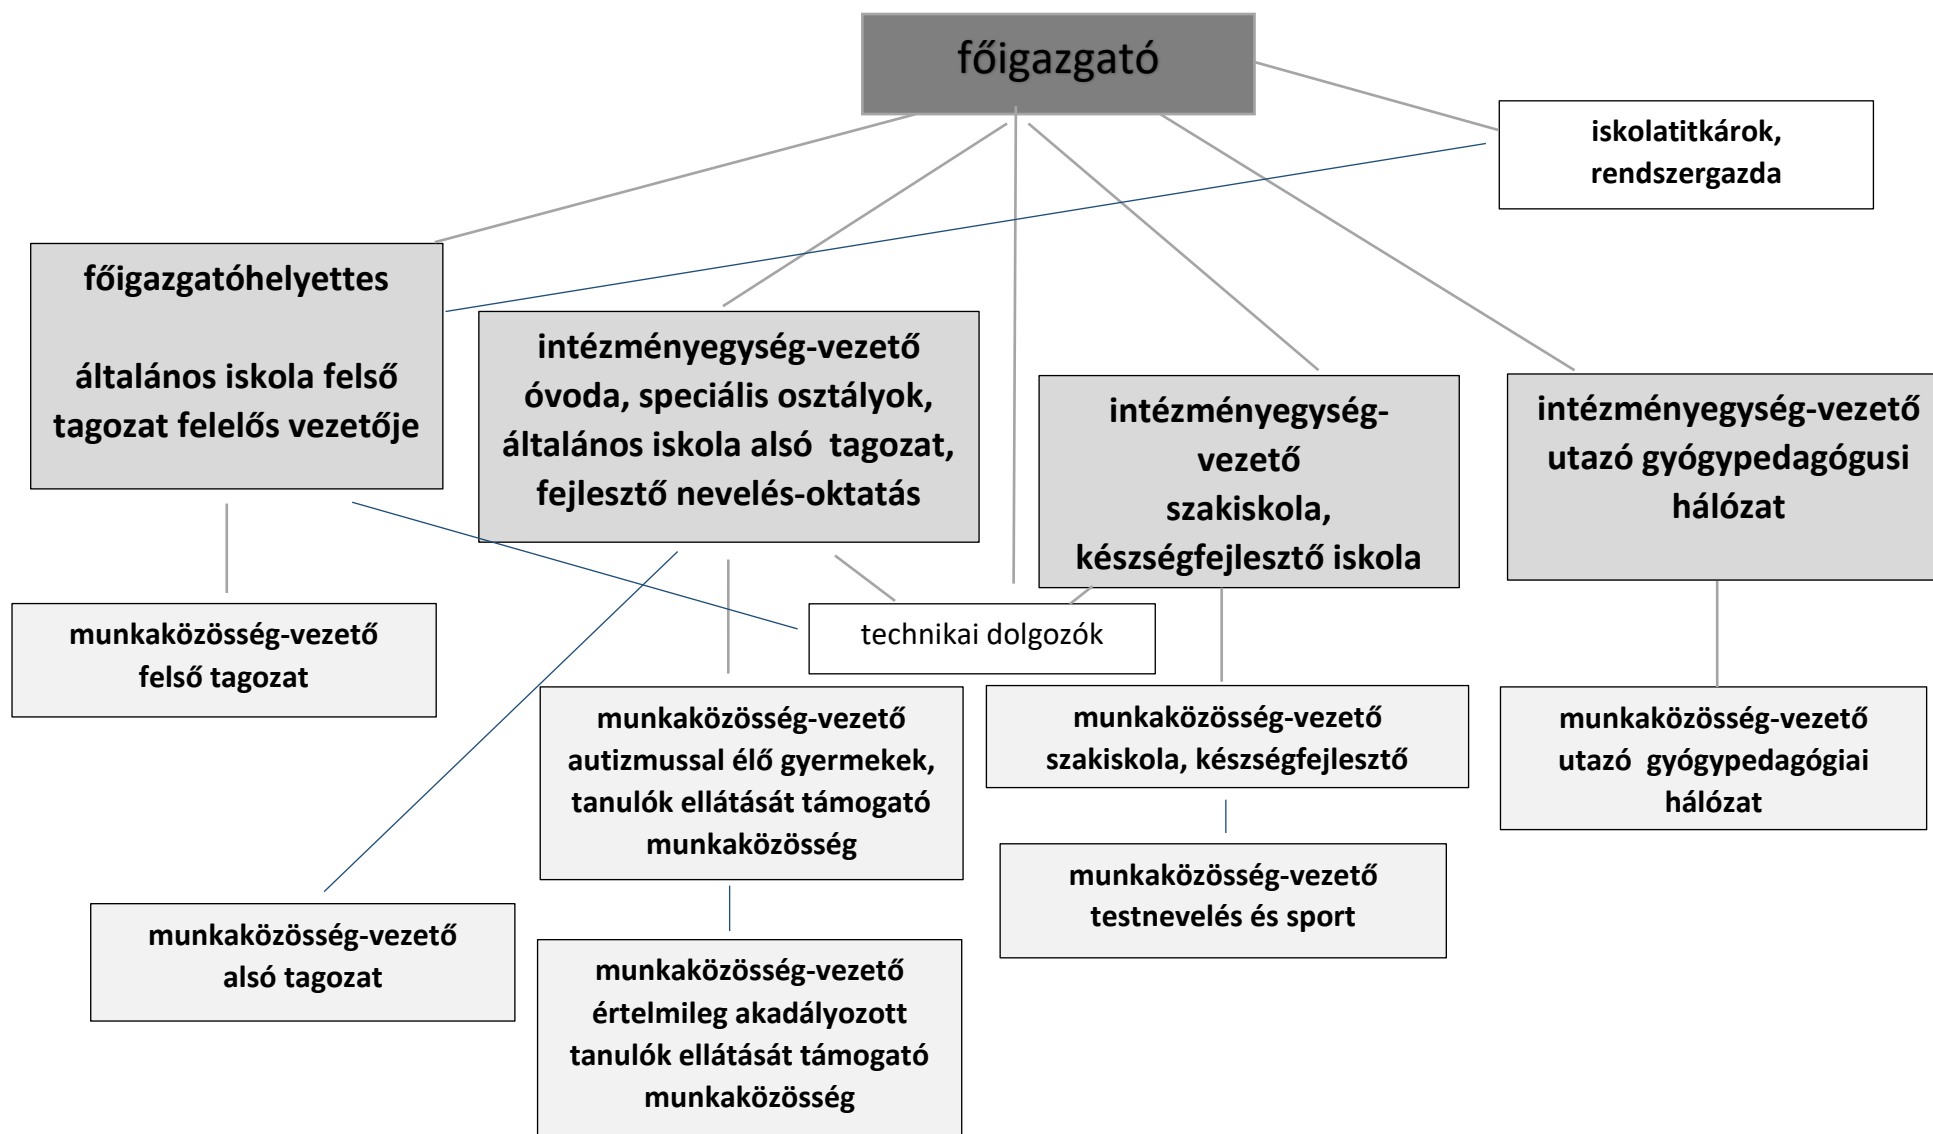 főigazgató
iskolatitkárok,
rendszergazda
főigazgatóhelyettes
általános iskola felső
tagozat felelős vezetője
intézményegység-vezető
óvoda, speciális osztályok,
általános iskola alsó  tagozat,
fejlesztő nevelés-oktatás
intézményegység-
vezető
szakiskola,
készségfejlesztő iskola
intézményegység-vezető
utazó gyógypedagógusi
hálózat
munkaközösség-vezető
felső tagozat
technikai dolgozók
munkaközösség-vezető
autizmussal élő gyermekek,
tanulók ellátását támogató
munkaközösség
munkaközösség-vezető
szakiskola, készségfejlesztő
munkaközösség-vezető
utazó  gyógypedagógiai
hálózat
munkaközösség-vezető
testnevelés és sport
munkaközösség-vezető
alsó tagozat
munkaközösség-vezető
értelmileg akadályozott
tanulók ellátását támogató
munkaközösség